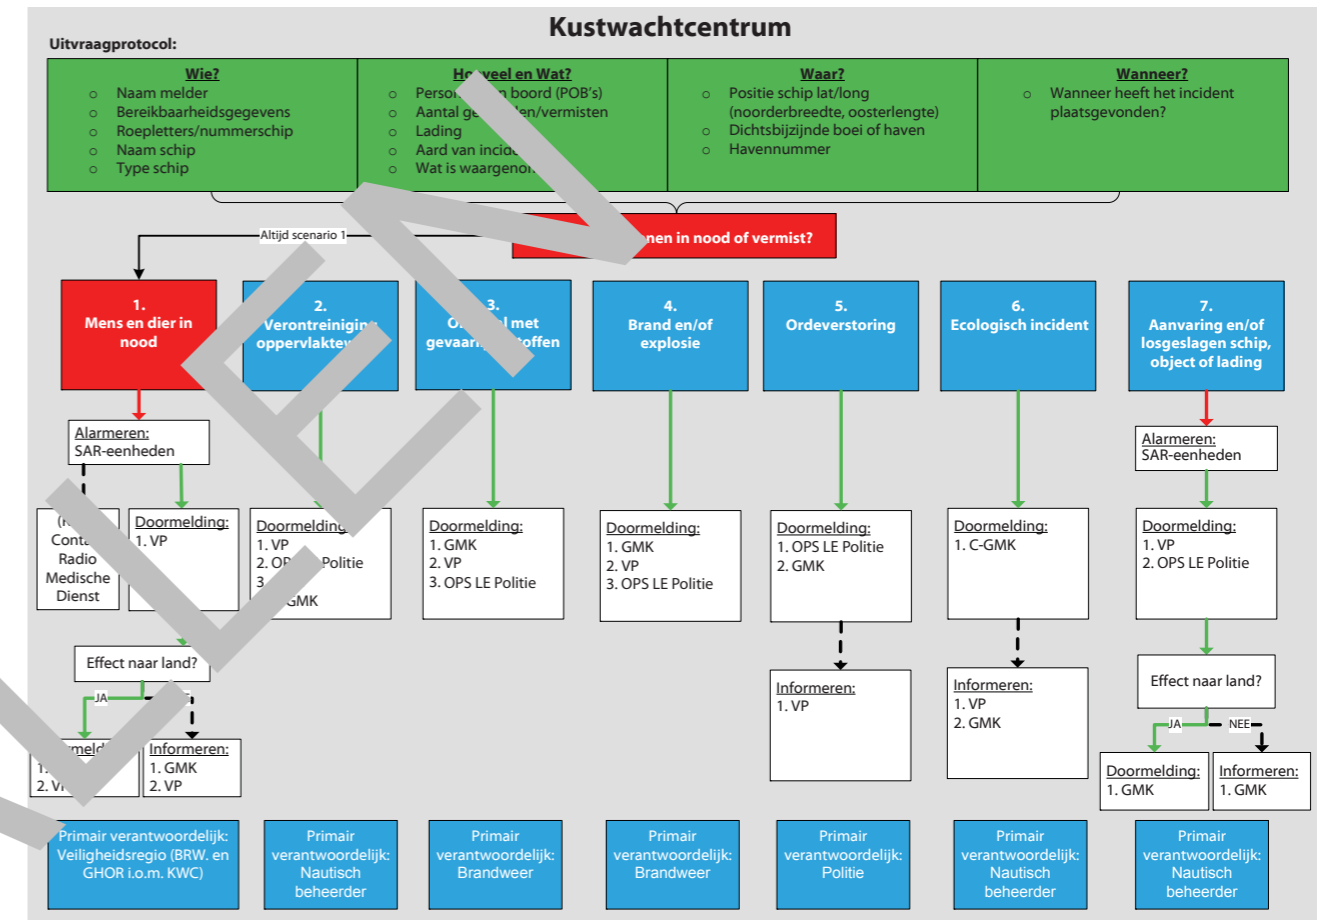 Kustwachtcentrum
Uitvraagprotocol:
Wie?
o Naam melder
o Bereikbaarheidsgegevens
o Roepletters/nummerschip
o Naam schip
o Type schip
en Wat?
boord (POB's)
o Aantal
o Lading
o Aard van
o Wat is
Waar?
o Positie schip lat/long
(noorderbreedte, oosterlengte)
o Dichtsbijzijnde boei of haven
o Havennummer
Wanneer?
o Wanneer heeft het incident
plaatsgevonden?
in nood of vermist?
Altijd scenario 1
1.
Mens en dier in
nood
2.
Verontreiniging
3.
met
4.
Brand en/of
explosie
5.
Ordeverstoring
6.
Ecologisch incident
7.
Aanvaring en/of
losgeslagen schip,
object of lading
Alarmeren:
SAR-eenheden
Alarmeren:
SAR-eenheden
Radio
Medische
Dienst
Doormelding:
1. VP
Doormelding:
1. VP
2. Politie
3.
GMK
Doormelding:
1. GMK
2. VP
3. OPS LE Politie
Doormelding:
1. GMK
2. VP
3. OPS LE Politie
Doormelding:
1. OPS LE Politie
2. GMK
Doormelding:
1. C-GMK
Doormelding:
1. VP
2. OPS LE Politie
Effect naar land?
JA
Informeren:
1. VP
Informeren:
1. VP
2. GMK
Effect naar land?
JA
NEE
1.
2.
Informeren:
1. GMK
2. VP
Doormelding:
1. GMK
Informeren:
1. GMK
Primair verantwoordelijk:
Veiligheidsregio (BRW. en
GHOR i.o.m. KWC)
Primair
verantwoordelijk:
Nautisch
beheerder
Primair
verantwoordelijk:
Brandweer
Primair
verantwoordelijk:
Brandweer
Primair
verantwoordelijk:
Politie
Primair
verantwoordelijk:
Nautisch
beheerder
Primair
verantwoordelijk:
Nautisch
beheerder